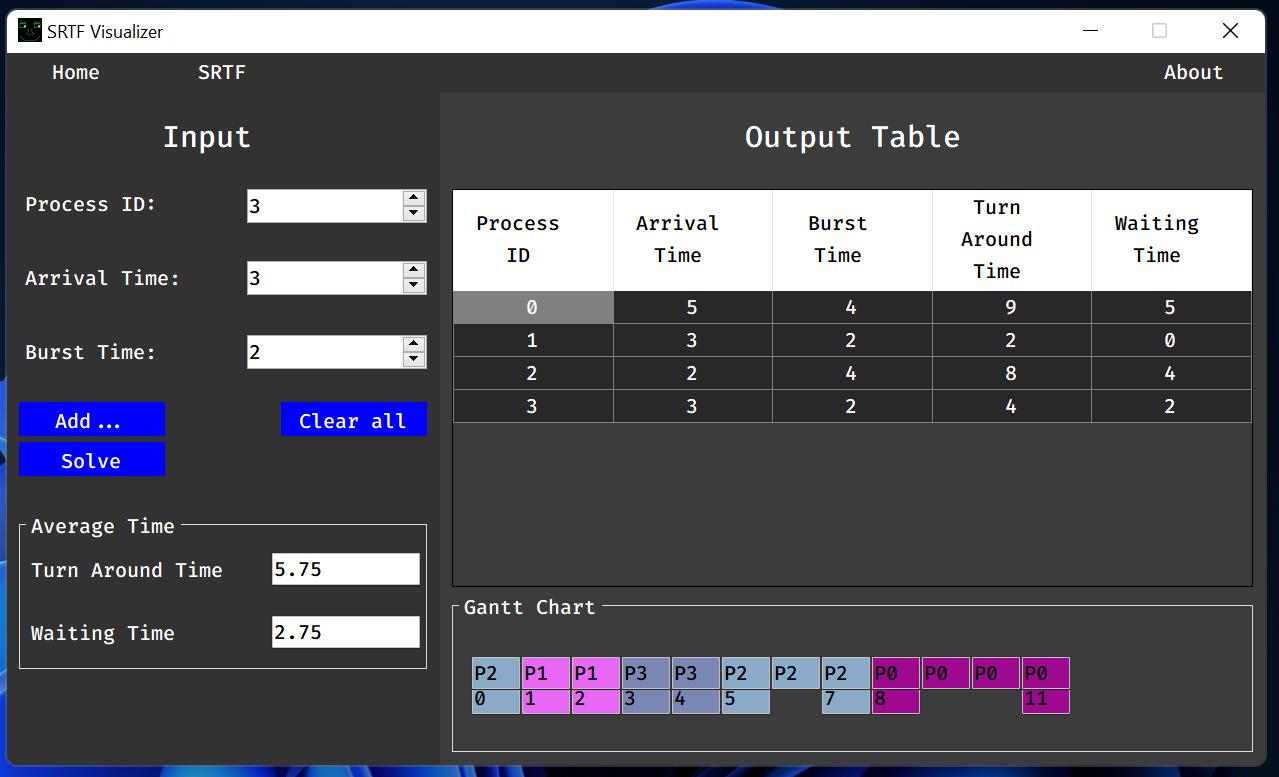 SRTF Visualizer
Home SRTF About
Input
Process ID: 3
Arrival Time: 3
Burst Time: 2
Add... Clear all
Solve
Average Time
Turn Around Time 5.75
Waiting Time 2.75
Output Table
Process ID Arrival Time Burst Time Turn Around Time Waiting Time
0 5 4 9 5
1 3 2 2 0
2 2 4 8 4
3 3 2 4 2
Gantt Chart
P2 P1 P1 P3 P3 P2 P2 P2 P0 P0 P0 P0
0 1 2 3 4 5 7 8 11